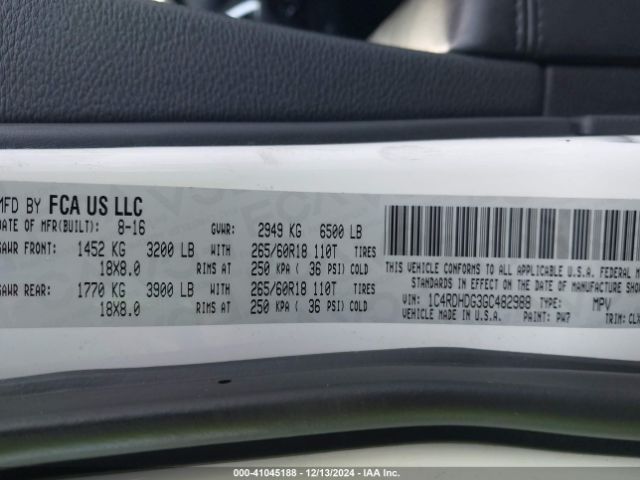 MFD BY FCA US LLC
DATE OF MFR(BUILT): 8-16 GVWR: 2949 KG 6500 LB
GAWR FRONT: 1452 KG 3200 LB WITH 265/60R18 110T TIRES
18X8.0 RIMS AT 250 KPA ( 36 PSI) COLD
GAWR REAR: 1770 KG 3900 LB WITH 265/60R18 110T TIRES
18X8.0 RIMS AT 250 KPA ( 36 PSI) COLD
THIS VEHICLE CONFORMS TO ALL APPLICABLE U.S.A. FEDERAL
STANDARDS IN EFFECT ON THE DATE OF MANUFACTURE SHOW
VIN: 1C4RDHDG3GC482988 TYPE: MPV
VEHICLE MADE IN U.S.A. PAINT: PW7 TRIM: CLX
000-41045188 - 12/13/2024 - IAA Inc.